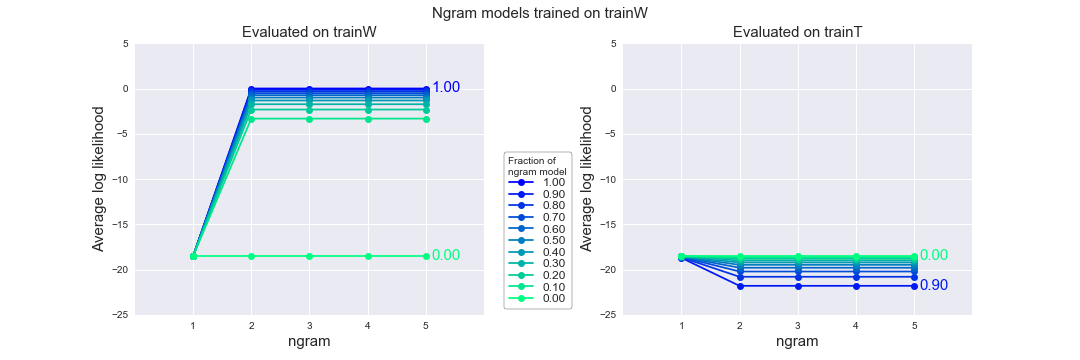 Ngram models trained on trainW
Evaluated on trainW
5
0
−5
−10
−15
−20
−25
Average log likelihood
1.00
0.00
1 2 3 4 5
ngram
Fraction of
ngram model
1.00
0.90
0.80
0.70
0.60
0.50
0.40
0.30
0.20
0.10
0.00
Evaluated on trainT
5
0
−5
−10
−15
−20
−25
Average log likelihood
0.00
0.90
1 2 3 4 5
ngram